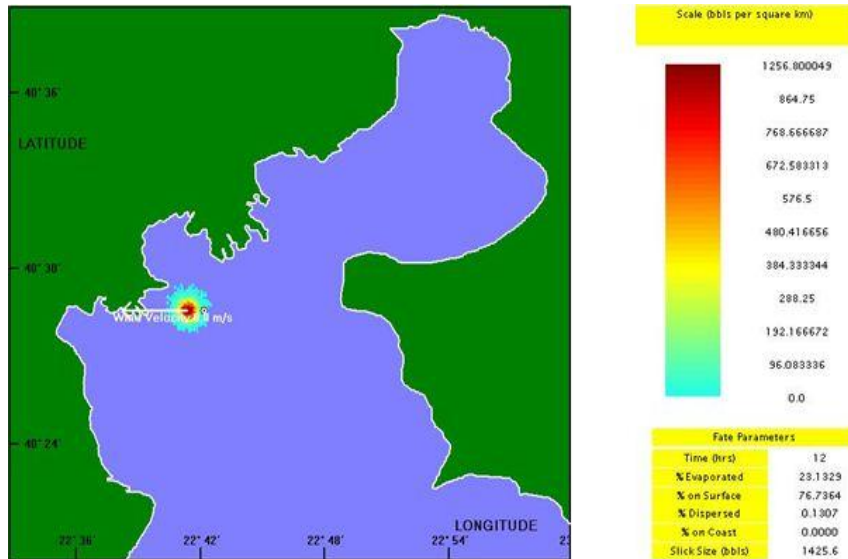 Scale (bbls per square km)
1256.800049
864.75
768.666687
672.583313
576.5
480.416656
384.333344
288.25
192.166672
96.083336
0.0
40° 36'
LATITUDE
40° 30'
Wind Velocity m/s
40° 24'
LONGITUDE
22° 36' 22° 42' 22° 48' 22° 54' 23
Fate Parameters
Time (hrs) 12
% Evaporated 23.1329
% on Surface 76.7364
% Dispersed 0.1307
% on Coast 0.0000
Slick Size (bbls) 1425.6